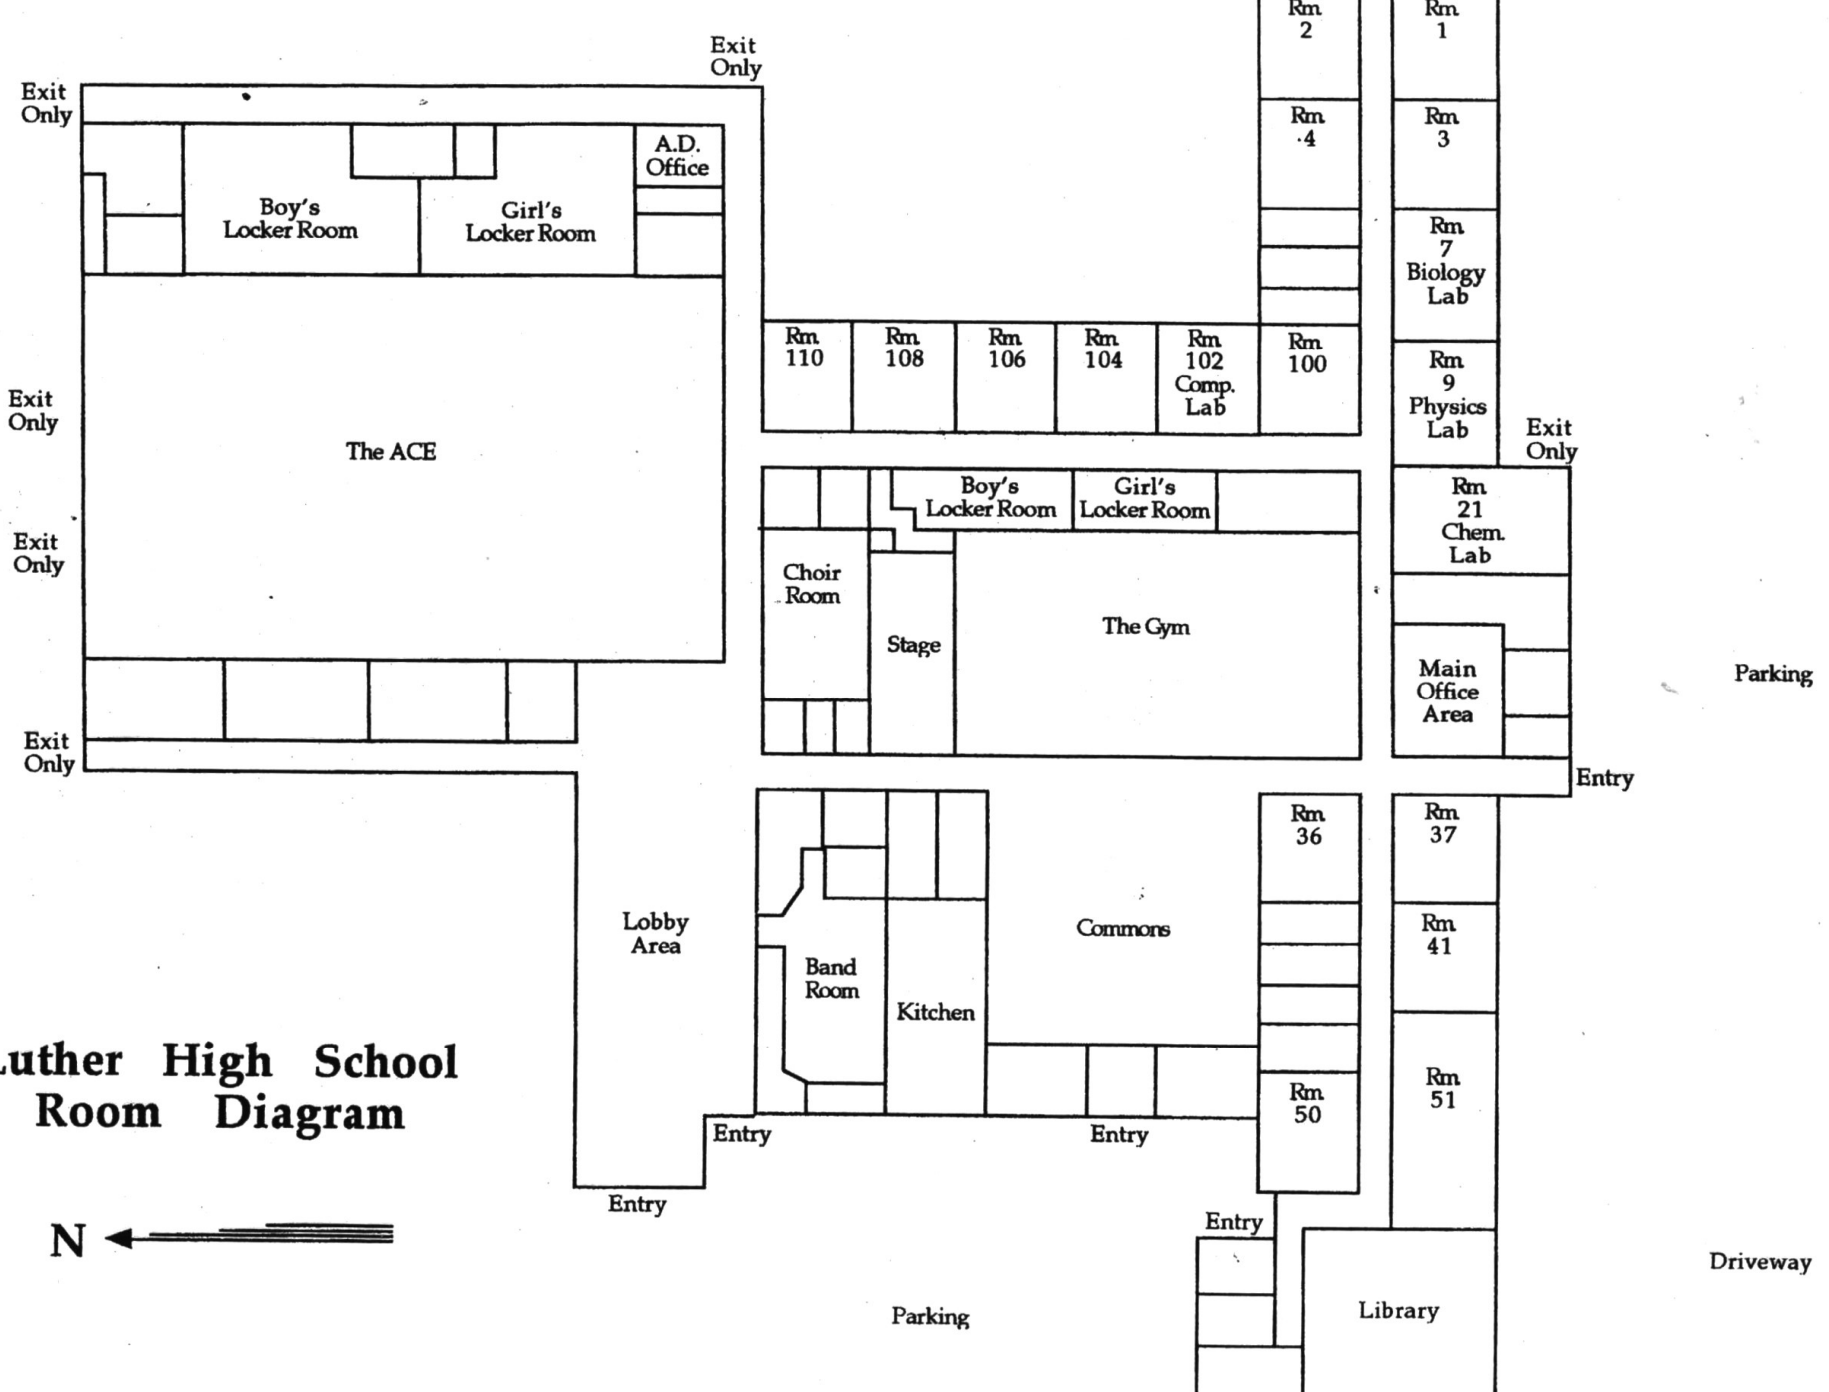 Rm
2
Rm
1
Exit
Only
Exit
Only
Rm
4
Rm
3
A.D.
Office
Boy's
Locker Room
Girl's
Locker Room
Rm
7
Biology
Lab
Rm
110
Rm
108
Rm
106
Rm
104
Rm
102
Comp.
Lab
Rm
100
Rm
9
Physics
Lab
Exit
Only
The ACE
Exit
Only
Boy's
Locker Room
Girl's
Locker Room
Rm
21
Chem.
Lab
Exit
Only
Choir
Room
Stage
The Gym
Main
Office
Area
Parking
Exit
Only
Entry
Rm
36
Rm
37
Lobby
Area
Band
Room
Kitchen
Commons
Rm
41
Luther High School
Room Diagram
Rm
50
Rm
51
Entry
Entry
Entry
Entry
N
Parking
Library
Driveway